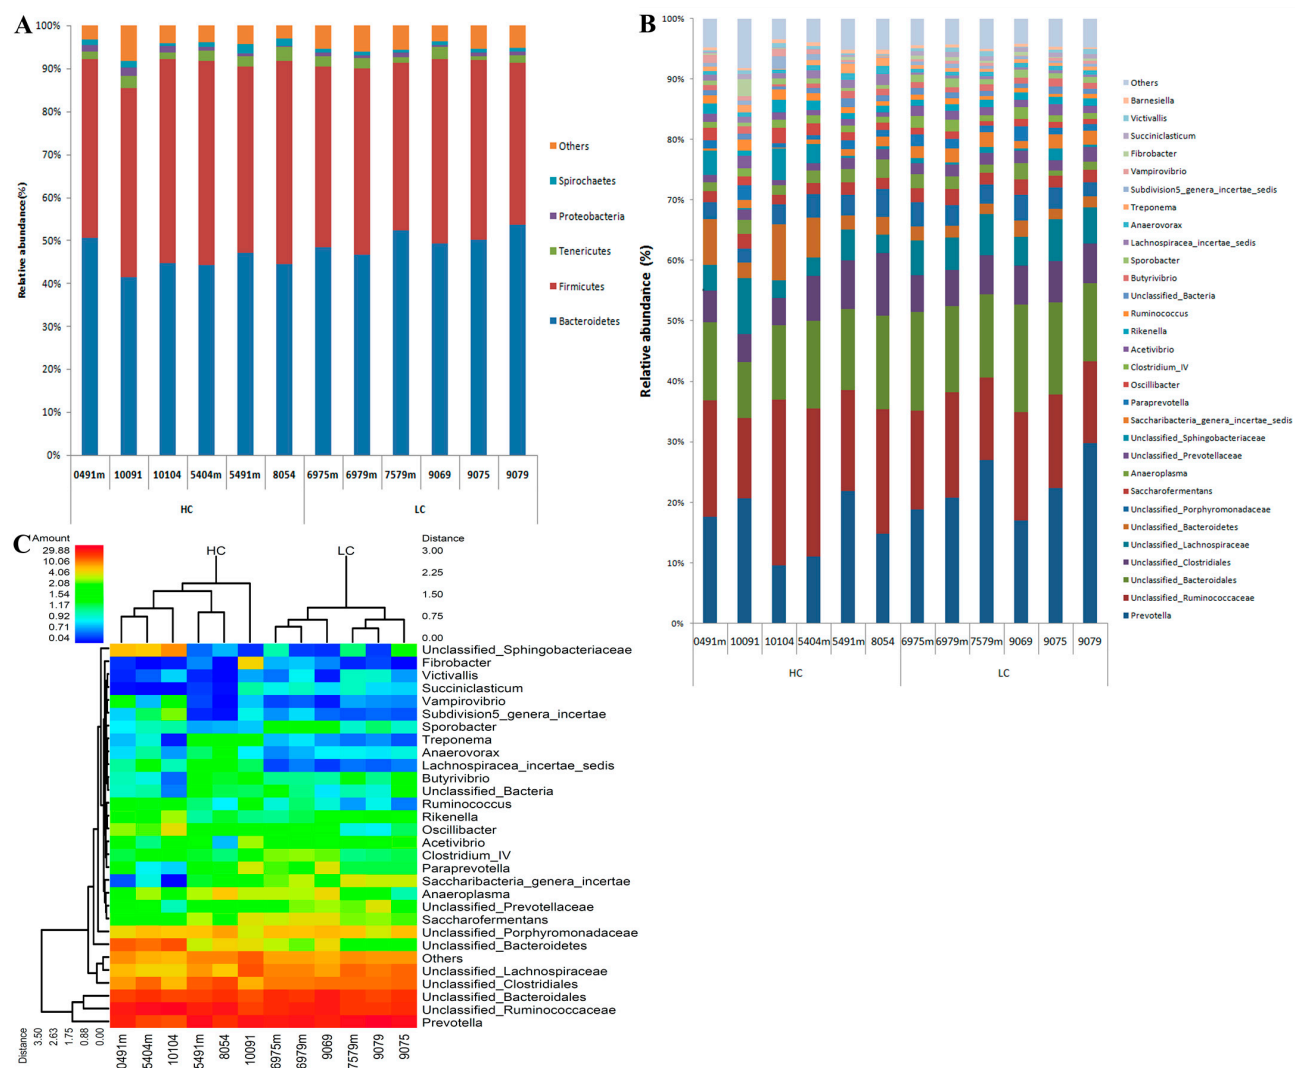 A
Relative abundance(%)
100%
90%
80%
70%
60%
50%
40%
30%
20%
10%
0%
0491m 10091 10104 5404m 5491m 8054 6975m 6979m 7579m 9069 9075 9079
HC LC
Others
Spirochaetes
Proteobacteria
Tenericutes
Firmicutes
Bacteroidetes
B
Relative abundance (%)
100%
90%
80%
70%
60%
50%
40%
30%
20%
10%
0%
0491m 10091 10104 5404m 5491m 8054 6975m 6979m 7579m 9069 9075 9079
HC LC
Others
Barnesiella
Victivallis
Succiniclasticum
Fibrobacter
Vampirovibrio
Subdivision5_genera_incertae_sedis
Treponema
Anaerovorax
Lachnospiracea_incertae_sedis
Sporobacter
Butyrivibrio
Unclassified_Bacteria
Ruminococcus
Rikenella
Acetivibrio
Clostridium_IV
Oscillibacter
Paraprevotella
Saccharibacteria_genera_incertae_sedis
Unclassified_Sphingobacteriaceae
Unclassified_Prevotellaceae
Anaeroplasma
Saccharofermentans
Unclassified_Porphyromonadaceae
Unclassified_Bacteroidetes
Unclassified_Lachnospiraceae
Unclassified_Clostridiales
Unclassified_Bacteroidales
Unclassified_Ruminococcaceae
Prevotella
C
Amount
29.88
10.06
4.00
2.08
1.54
1.17
0.92
0.71
0.04
HC LC
Distance
3.00
2.25
1.50
0.75
0.00
Unclassified_Sphingobacteriaceae
Fibrobacter
Victivallis
Succiniclasticum
Vampirovibrio
Subdivision5_genera_incertae
Sporobacter
Treponema
Anaerovorax
Lachnospiracea_incertae_sedis
Butyrivibrio
Unclassified_Bacteria
Ruminococcus
Rikenella
Oscillibacter
Acetivibrio
Clostridium_IV
Paraprevotella
Saccharibacteria_genera_incertae
Anaeroplasma
Unclassified_Prevotellaceae
Saccharofermentans
Unclassified_Porphyromonadaceae
Unclassified_Bacteroidetes
Others
Unclassified_Lachnospiraceae
Unclassified_Clostridiales
Unclassified_Bacteroidales
Unclassified_Ruminococcaceae
Prevotella
Distance 3.50 2.63 1.75 0.88 0.00
0491m 5404m 10104 5491m 8054 10091 6975m 6979m 9069 7579m 9079 9075